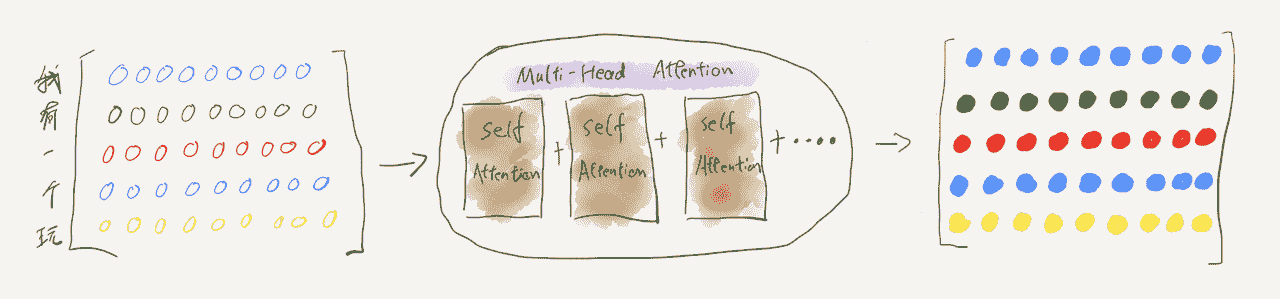 我
有
一
个
玩
Multi-Head Attention
self Attention
+
self Attention
+
self Attention
+ ····